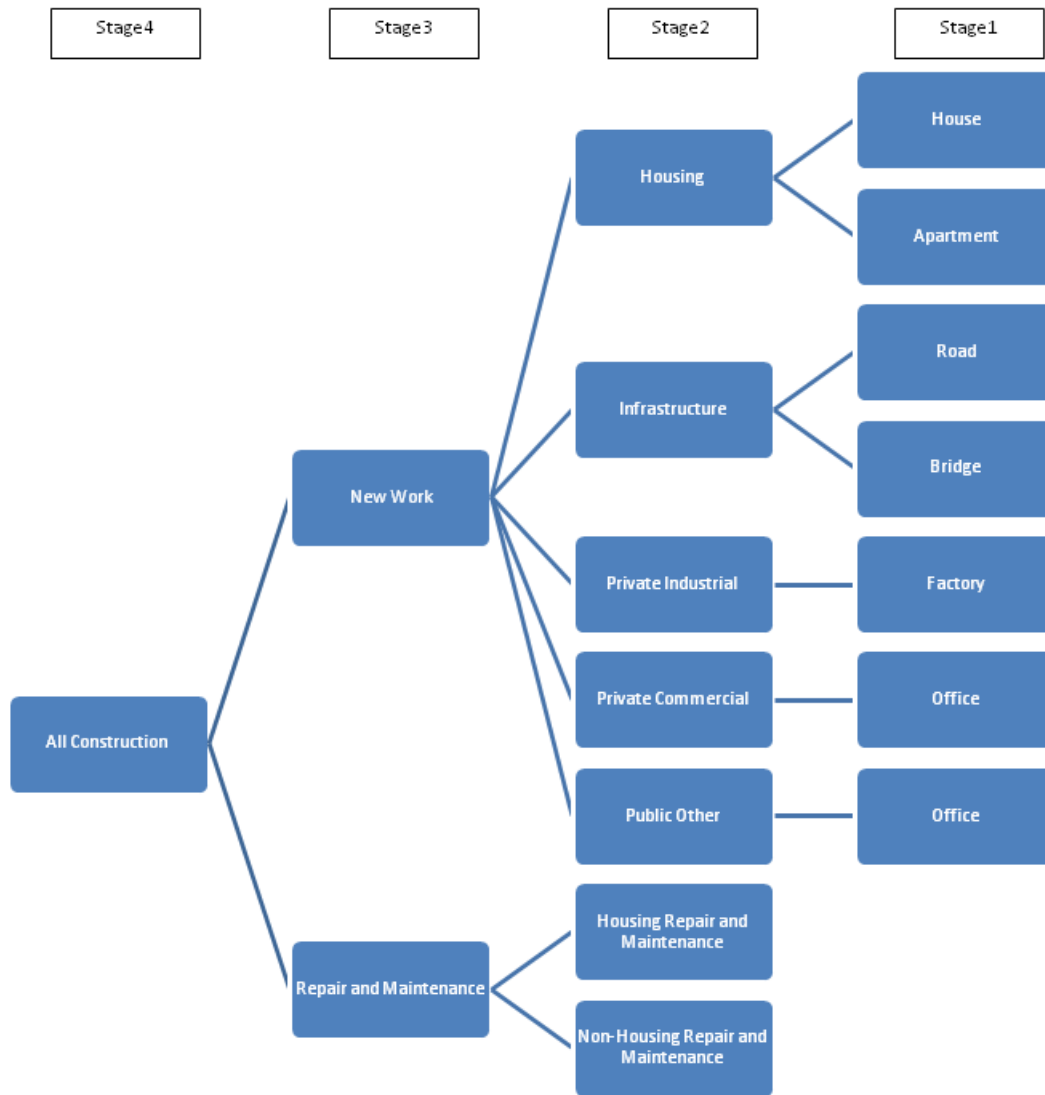 Stage4
Stage3
Stage2
Stage1
House
Housing
Apartment
Road
Infrastructure
Bridge
New Work
Private Industrial
Factory
Private Commercial
Office
All Construction
Public Other
Office
Housing Repair and
Maintenance
Repair and Maintenance
Non-Housing Repair and
Maintenance